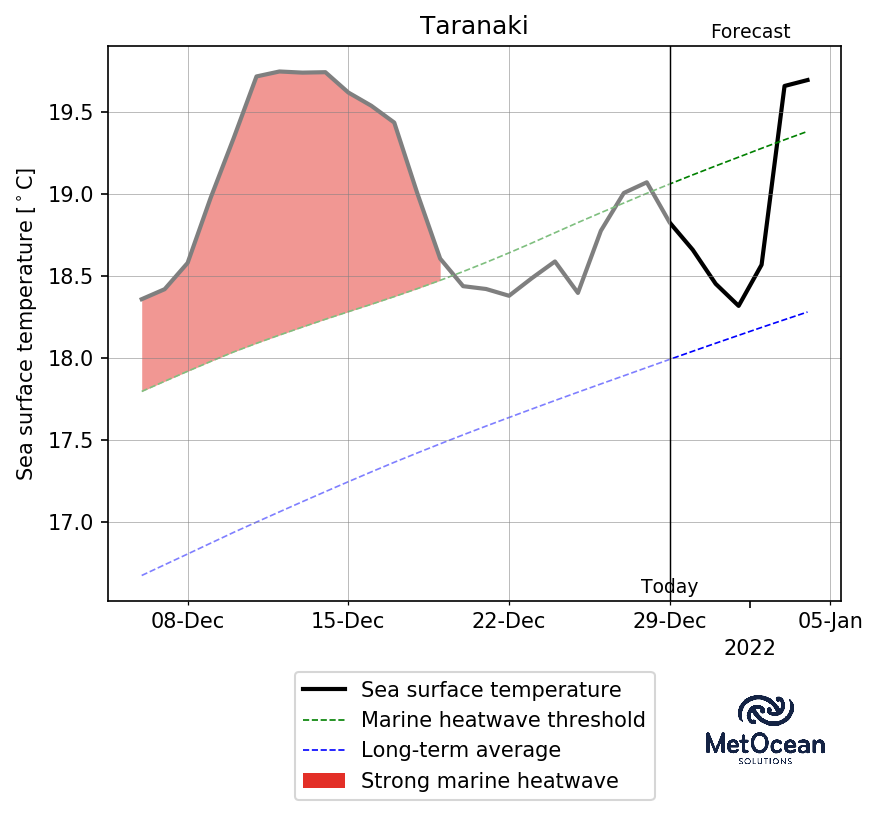 Taranaki
Forecast
Sea surface temperature [°C]
19.5
19.0
18.5
18.0
17.5
17.0
Today
08-Dec 15-Dec 22-Dec 29-Dec 05-Jan
2022
Sea surface temperature
Marine heatwave threshold
Long-term average
Strong marine heatwave
MetOcean
SOLUTIONS